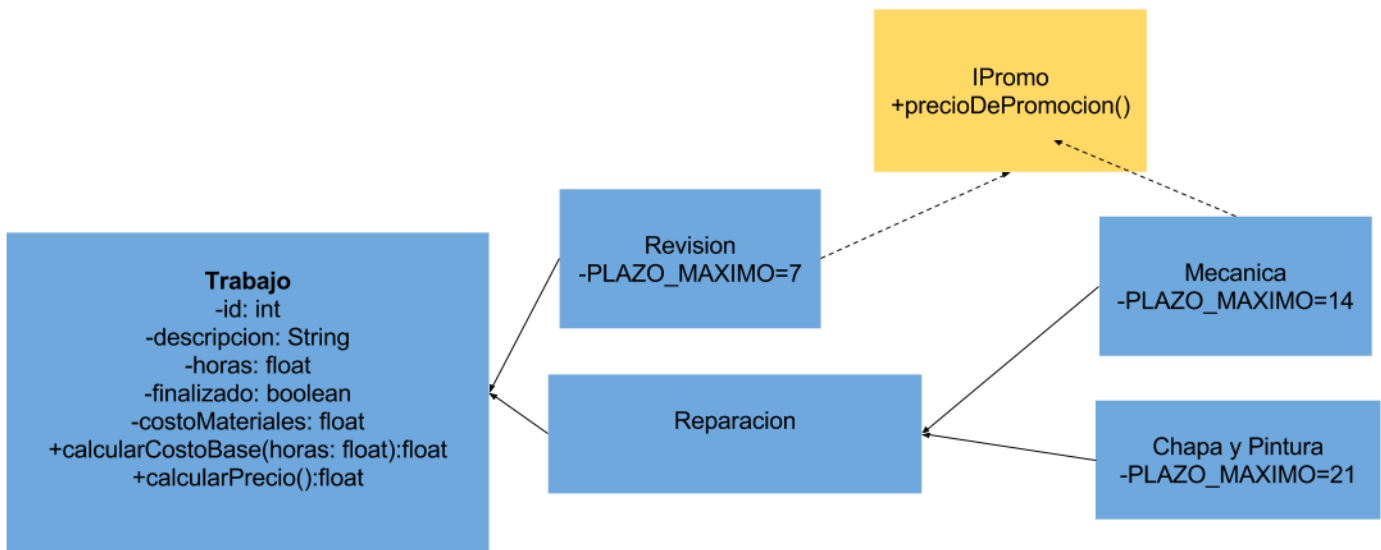 IPromo
+precioDePromocion()
Revision
-PLAZO_MAXIMO=7
Mecanica
-PLAZO_MAXIMO=14
Trabajo
-id: int
-descripcion: String
-horas: float
-finalizado: boolean
-costoMateriales: float
+calcularCostoBase(horas: float):float
+calcularPrecio():float
Reparacion
Chapa y Pintura
-PLAZO_MAXIMO=21